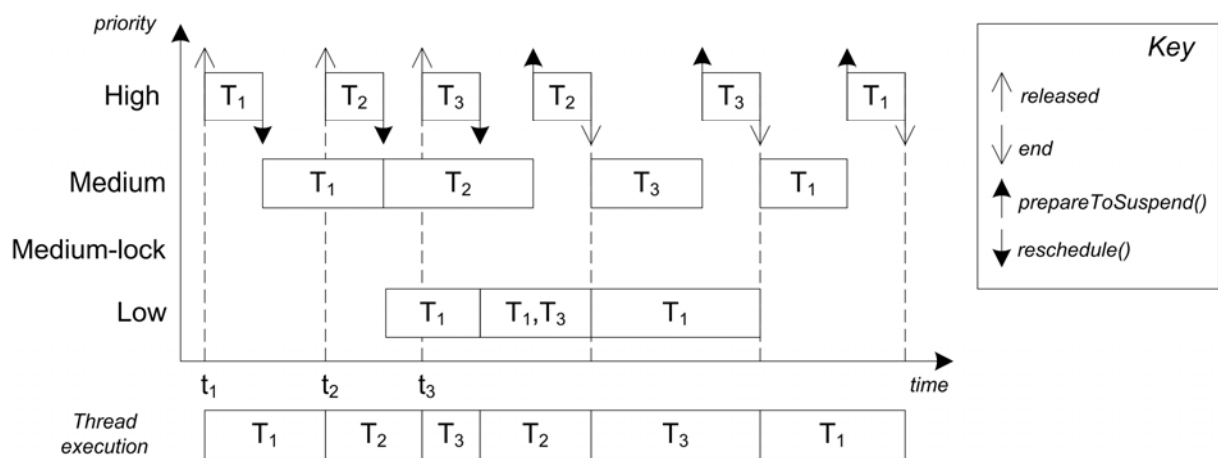 priority
Key
High
T₁ T₂ T₃ T₂ T₃ T₁
released
end
Medium
T₁ T₂ T₃ T₁
prepareToSuspend()
Medium-lock
reschedule()
Low
T₁ T₁,T₃ T₁
t₁ t₂ t₃
time
Thread
execution
T₁ T₂ T₃ T₂ T₃ T₁